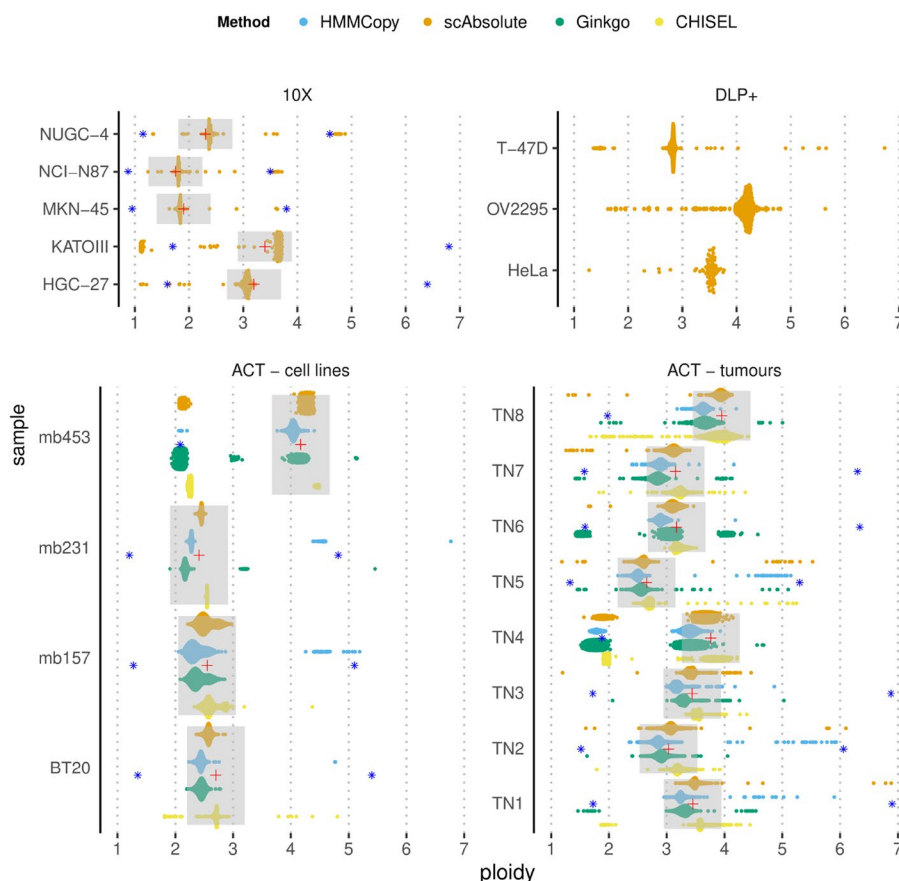 Method HMMCopy scAbsolute Ginkgo CHISEL
10X
NUGC−4
NCI−N87
MKN−45
KATOIII
HGC−27
1 2 3 4 5 6 7
DLP+
T−47D
OV2295
HeLa
1 2 3 4 5 6 7
sample
ACT − cell lines
mb453
mb231
mb157
BT20
1 2 3 4 5 6 7
ACT − tumours
TN8
TN7
TN6
TN5
TN4
TN3
TN2
TN1
1 2 3 4 5 6 7
ploidy